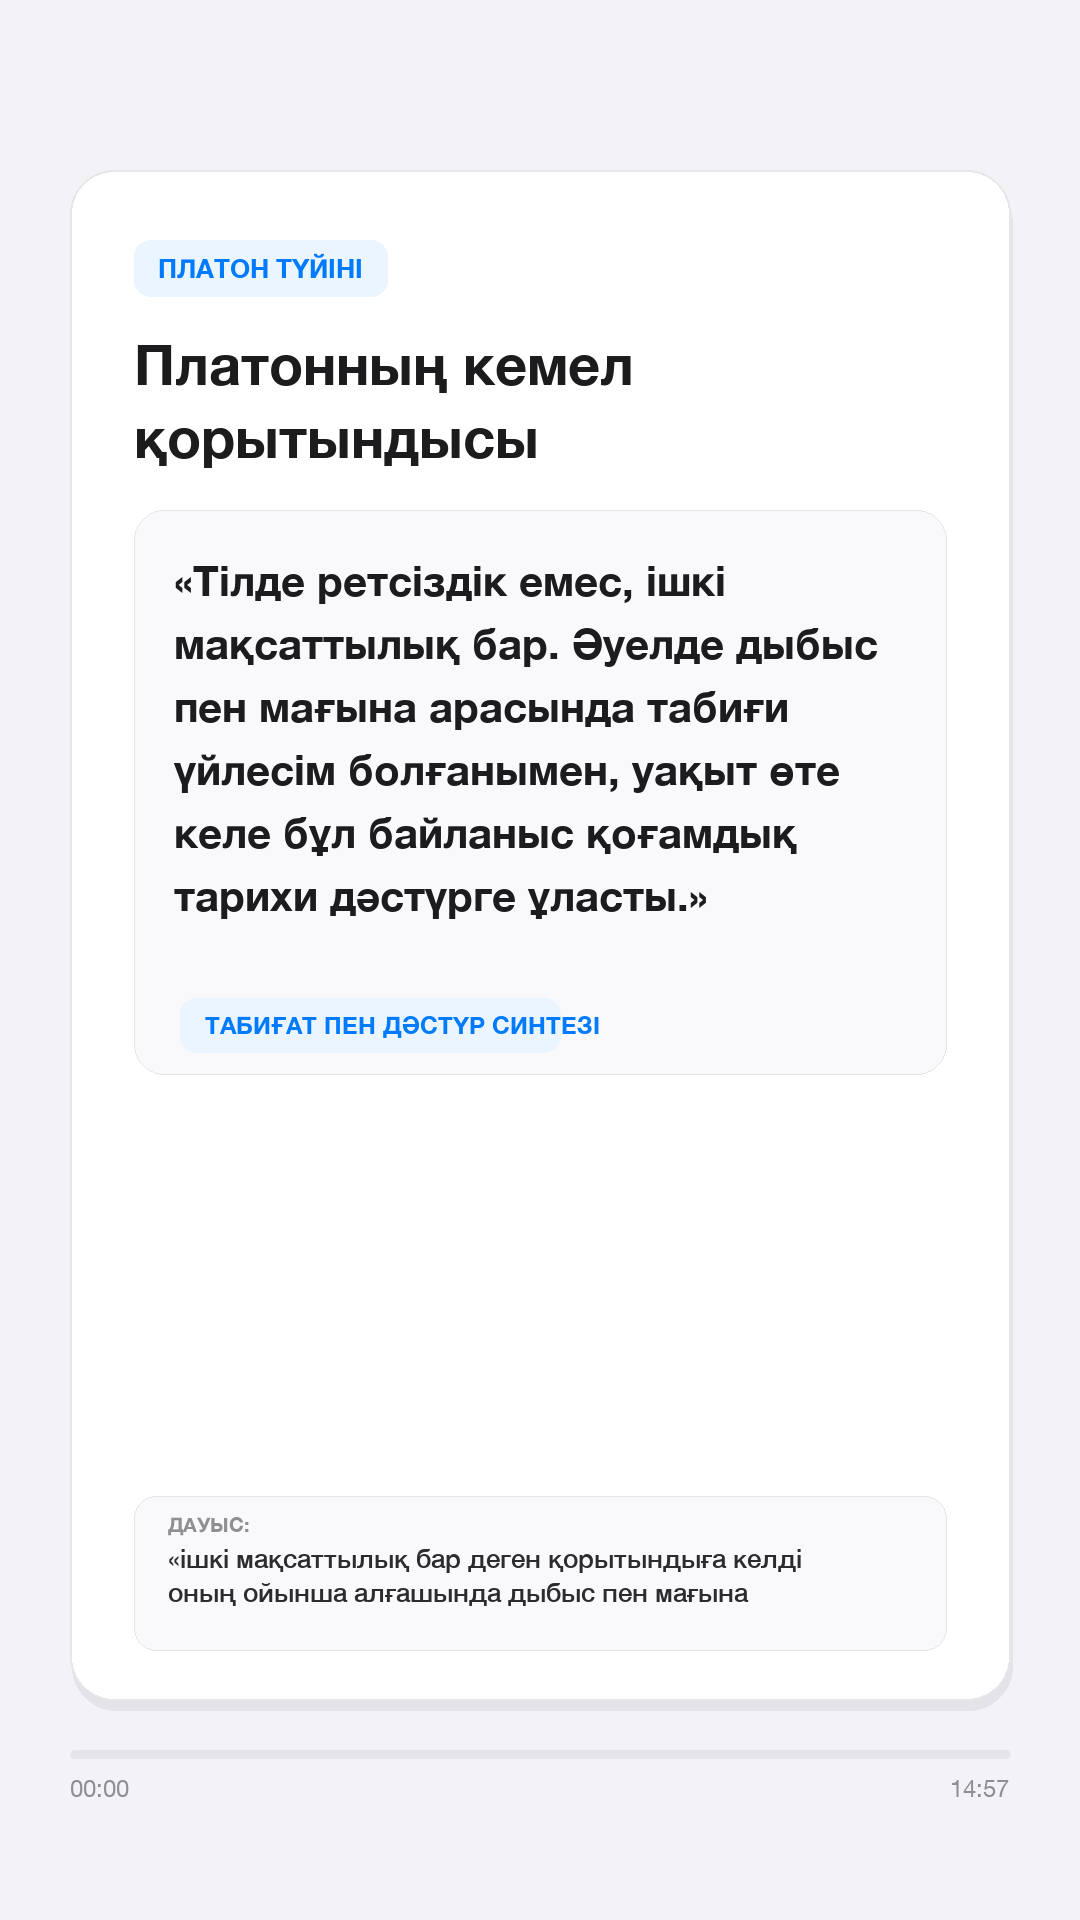 ПЛАТОН ТҮЙІНІ
Платонның кемел
қорытындысы
«Тілде ретсіздік емес, ішкі
мақсаттылық бар. Әуелде дыбыс
пен мағына арасында табиғи
үйлесім болғанымен, уақыт өте
келе бұл байланыс қоғамдық
тарихи дәстүрге ұласты.»
ТАБИҒАТ ПЕН ДӘСТҮР СИНТЕЗІ
ДАУЫС:
«ішкі мақсаттылық бар деген қорытындыға келді
оның ойынша алғашында дыбыс пен мағына
00:00
14:57